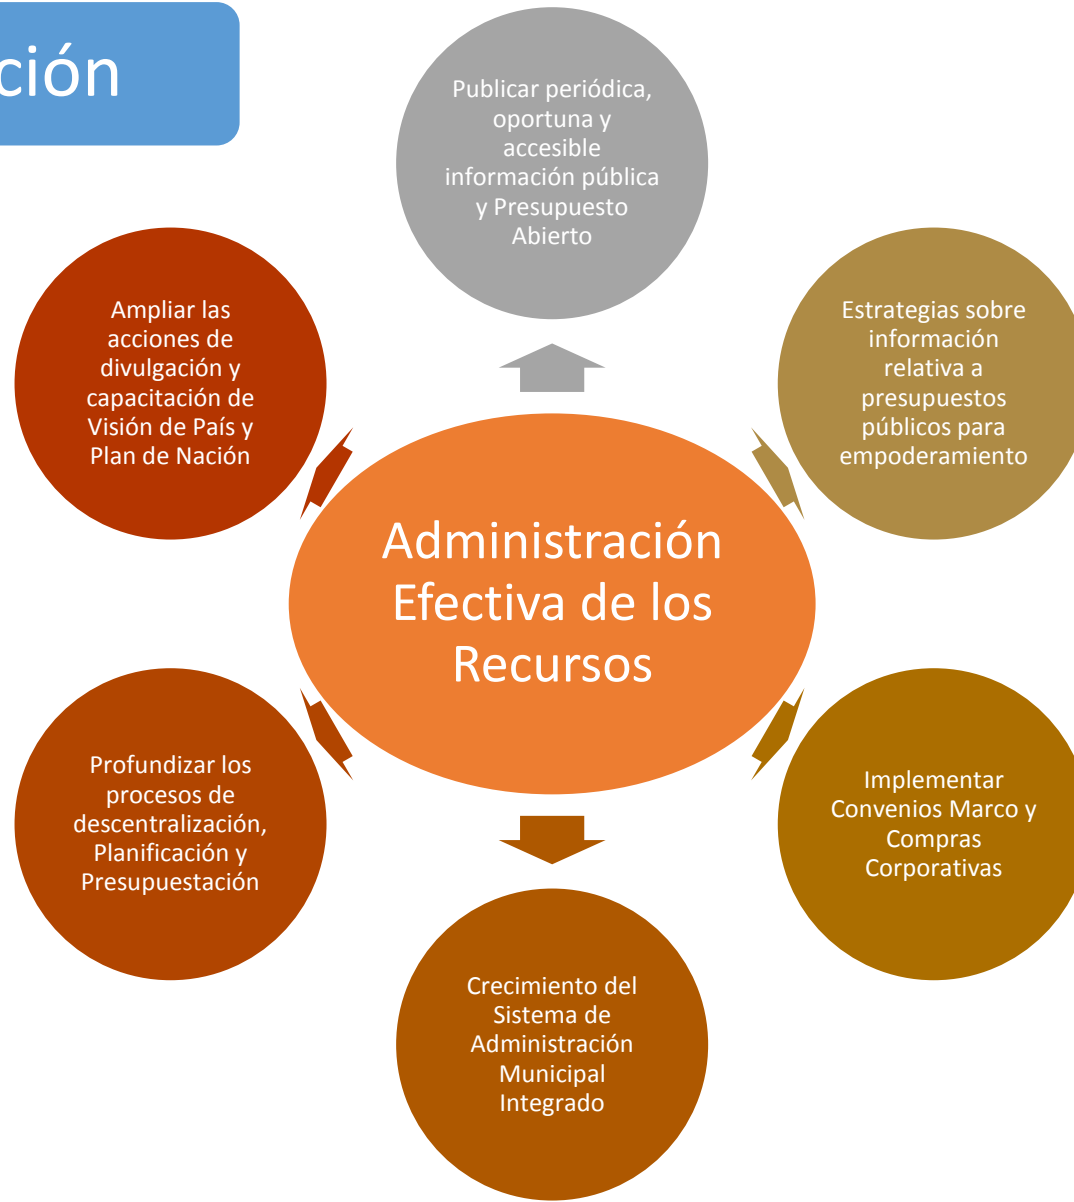 ción
Publicar periódica,
oportuna y
accesible
información pública
y Presupuesto
Abierto
Ampliar las
acciones de
divulgación y
capacitación de
Visión de País y
Plan de Nación
Estrategias sobre
información
relativa a
presupuestos
públicos para
empoderamiento
Administración
Efectiva de los
Recursos
Profundizar los
procesos de
descentralización,
Planificación y
Presupuestación
Implementar
Convenios Marco y
Compras
Corporativas
Crecimiento del
Sistema de
Administración
Municipal
Integrado